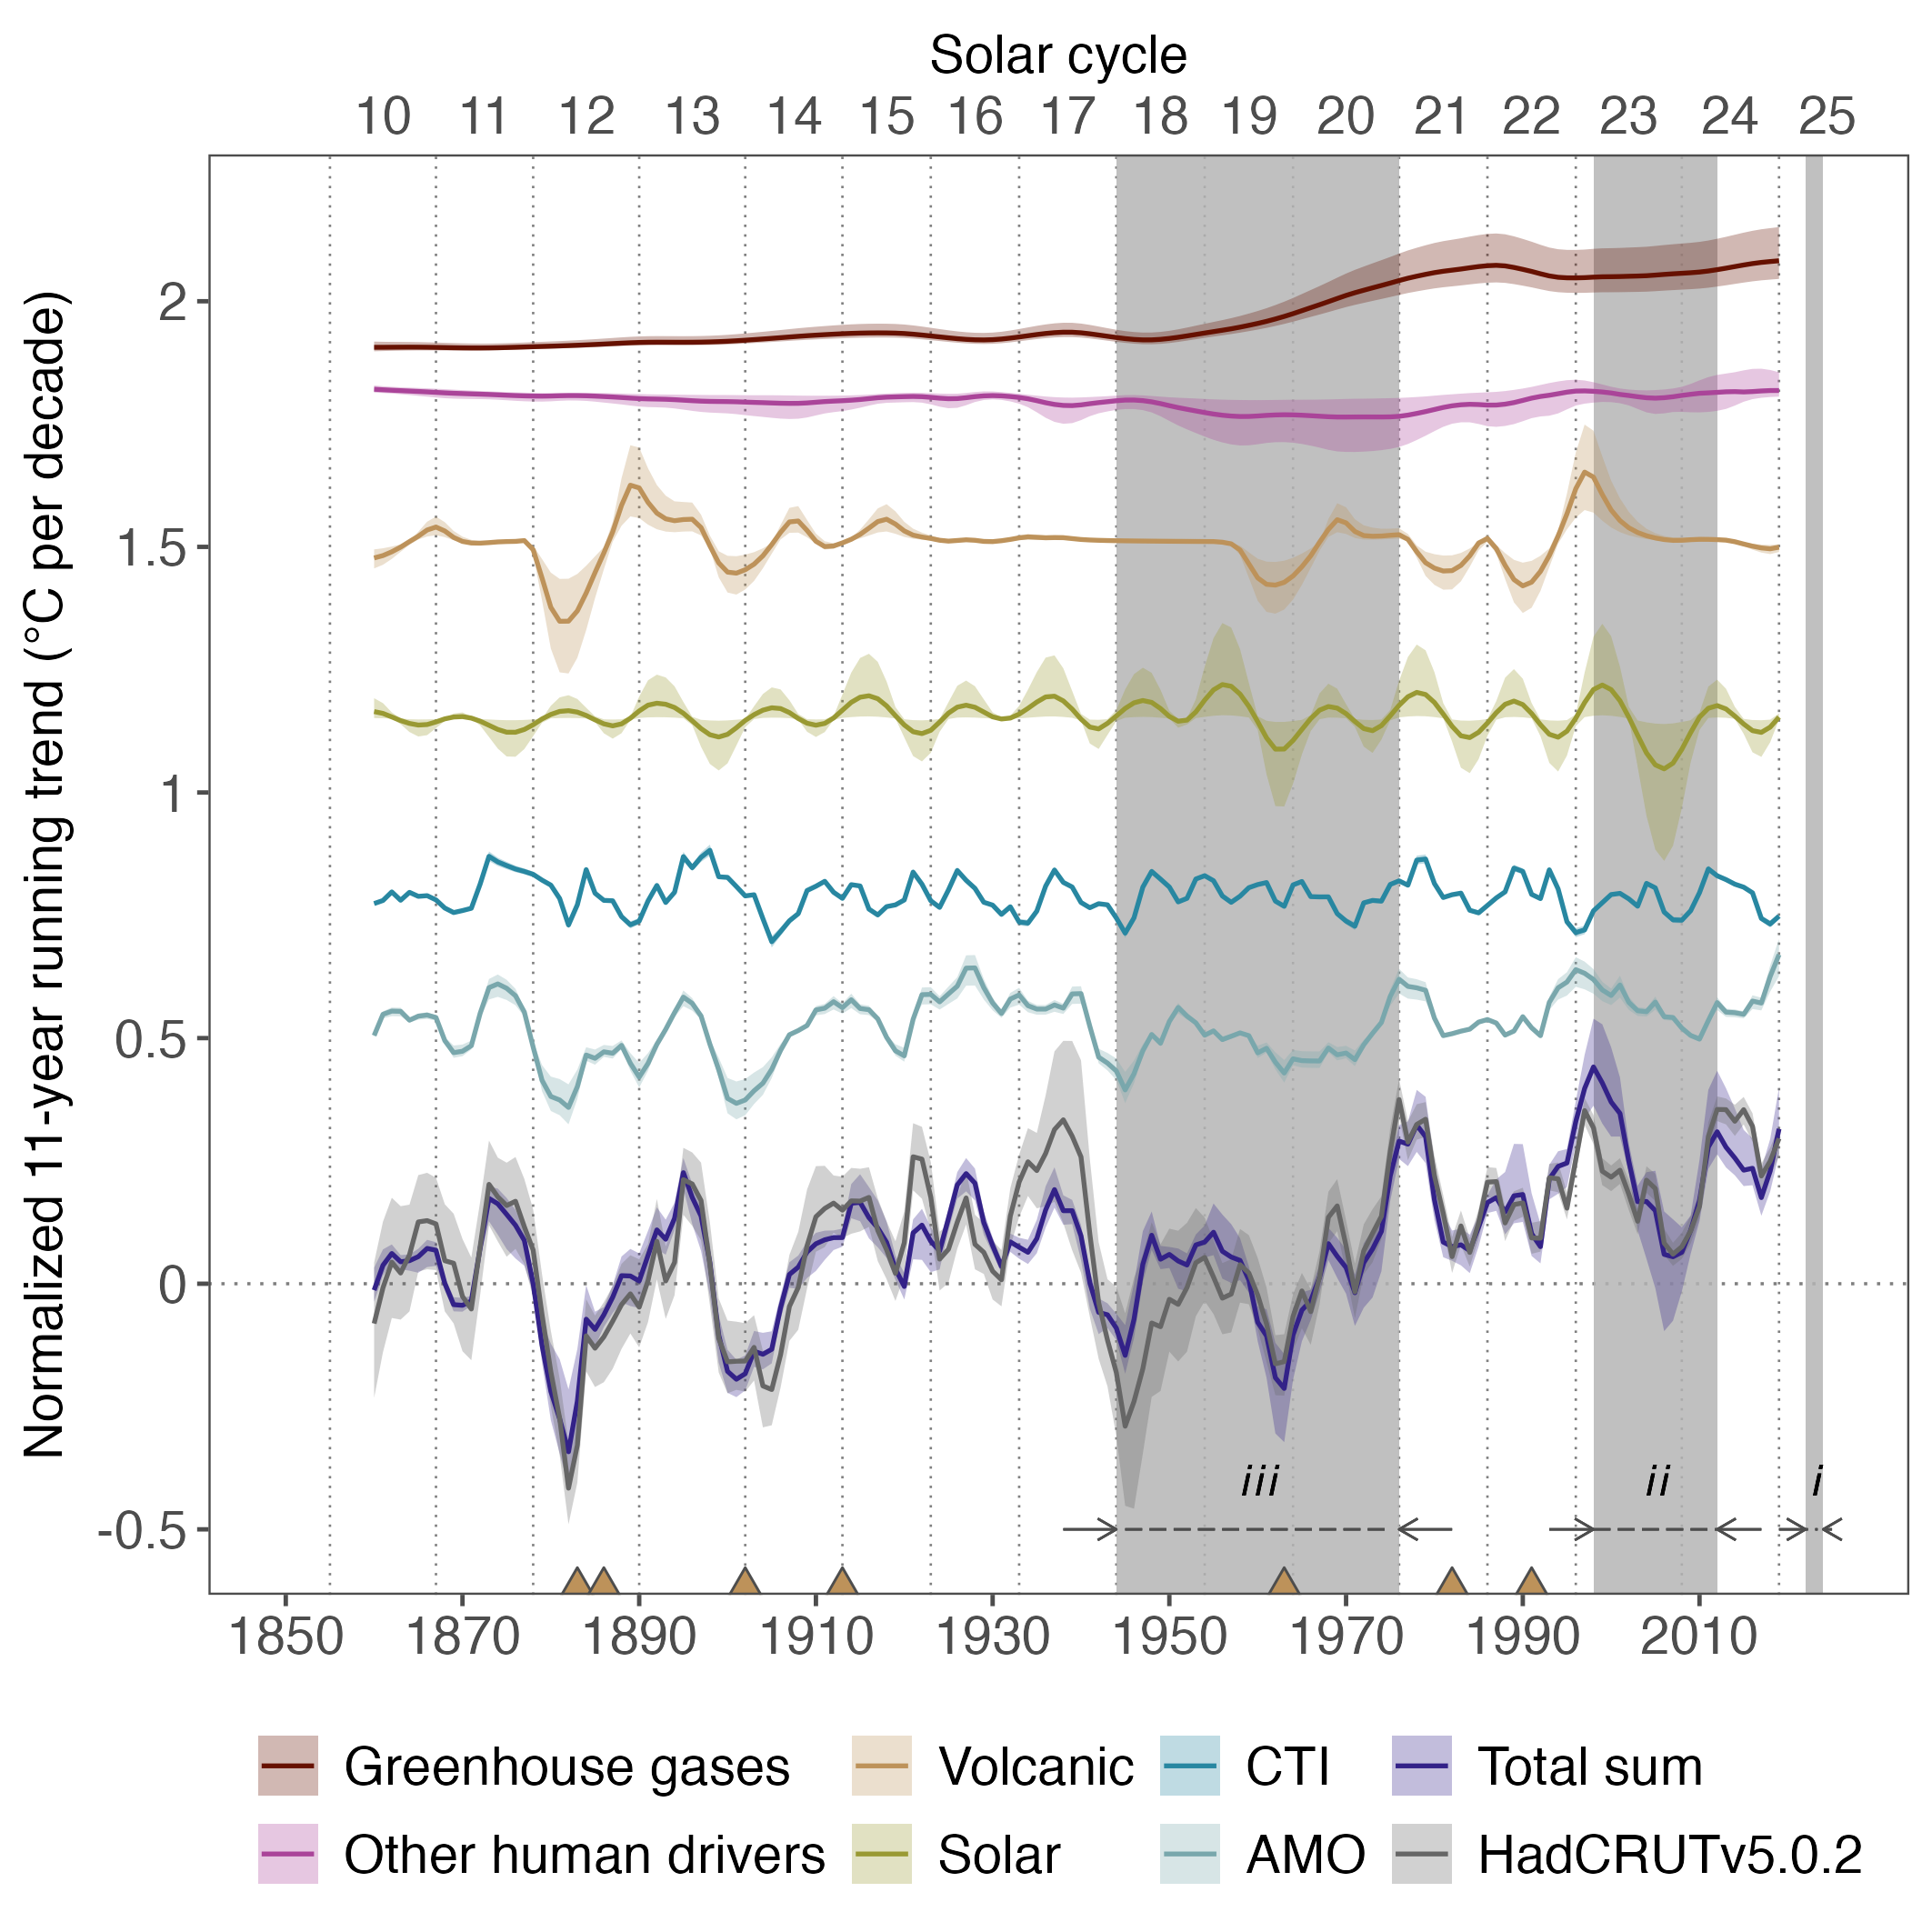 Solar cycle
10 11 12 13 14 15 16 17 18 19 20 21 22 23 24 25
Normalized 11-year running trend (°C per decade)
2
1.5
1
0.5
0
-0.5
iii ii i
1850 1870 1890 1910 1930 1950 1970 1990 2010
Greenhouse gases Volcanic CTI Total sum
Other human drivers Solar AMO HadCRUTv5.0.2